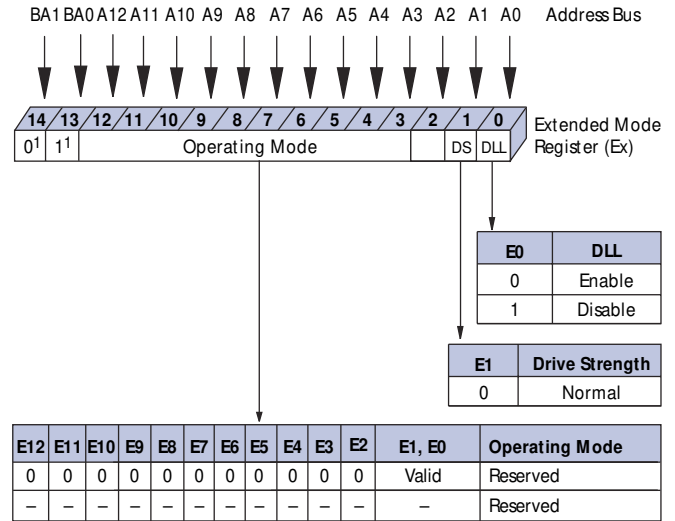 BA1 BA0 A12 A11 A10 A9 A8 A7 A6 A5 A4 A3 A2 A1 A0 Address Bus
14 13 12 11 10 9 8 7 6 5 4 3 2 1 0
Extended Mode
Register (Ex)
0¹ 1¹ Operating Mode DS DLL
E0 DLL
0 Enable
1 Disable
E1 Drive Strength
0 Normal
E12 E11 E10 E9 E8 E7 E6 E5 E4 E3 E2 E1, E0 Operating Mode
0 0 0 0 0 0 0 0 0 0 0 Valid Reserved
– – – – – – – – – – – – Reserved